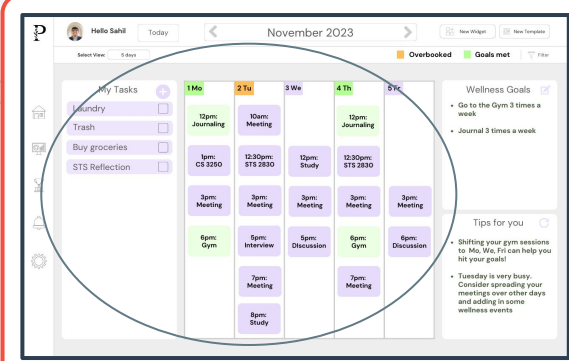 P
Hello Sahil
Today
November 2023
New Widget
New Template
Select View:
5 days
Overbooked
Goals met
Filter
My Tasks
Laundry
Trash
Buy groceries
STS Reflection
1 Mo
12pm:
Journaling
1pm:
CS 3250
3pm:
Meeting
6pm:
Gym
2 Tu
10am:
Meeting
12:30pm:
STS 2830
3pm:
Meeting
5pm:
Interview
7pm:
Meeting
8pm:
Study
3 We
12pm:
Study
3pm:
Meeting
5pm:
DIscussion
4 Th
12pm:
Journaling
12:30pm:
STS 2830
3pm:
Meeting
6pm:
Gym
7pm:
Meeting
5 Fr
3pm:
Meeting
6pm:
Discussion
Wellness Goals
• Go to the Gym 3 times a
week
• Journal 3 times a week
Tips for you
• Shifting your gym sessions
to Mo, We, Fri can help you
hit your goals!
• Tuesday is very busy.
Consider spreading your
meetings over other days
and adding in some
wellness events